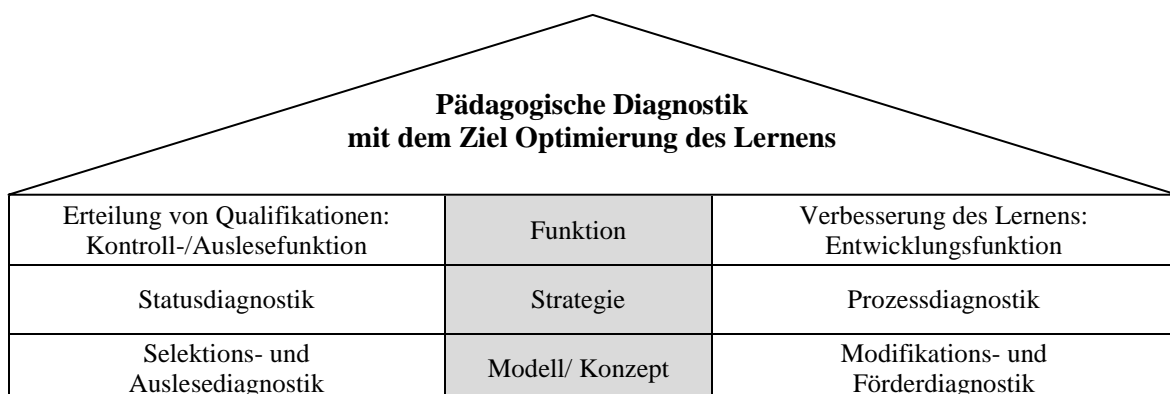 Pädagogische Diagnostik
mit dem Ziel Optimierung des Lernens
Erteilung von Qualifikationen:
Kontroll-/Auslesefunktion
Funktion
Verbesserung des Lernens:
Entwicklungsfunktion
Statusdiagnostik
Strategie
Prozessdiagnostik
Selektions- und
Auslesediagnostik
Modell/ Konzept
Modifikations- und
Förderdiagnostik